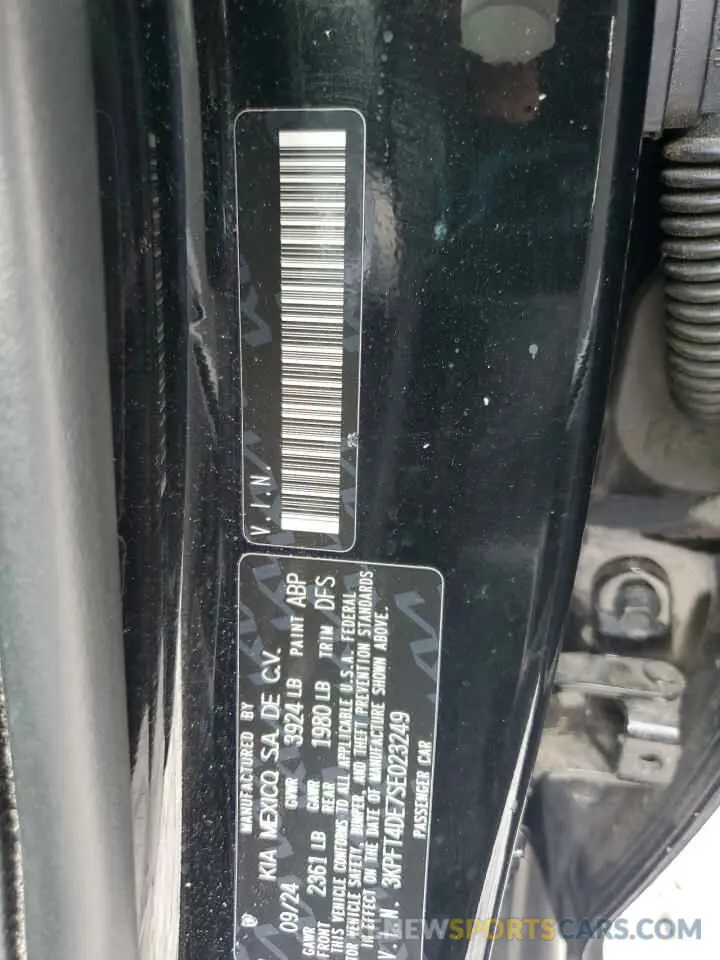 V.I.N.
MANUFACTURED BY
KIA MEXICO S.A. DE C.V.
09/24 GVWR 3924 LB PAINT ABP
GAWR FRONT 2361 LB GAWR REAR 1980 LB TRIM DFS
THIS VEHICLE CONFORMS TO ALL APPLICABLE U.S.A. FEDERAL
MOTOR VEHICLE SAFETY, BUMPER, AND THEFT PREVENTION STANDARDS
IN EFFECT ON THE DATE OF MANUFACTURE SHOWN ABOVE.
V.I.N. 3KPFT4DE7SE023249
PASSENGER CAR
RENEWSPORTCARS.COM